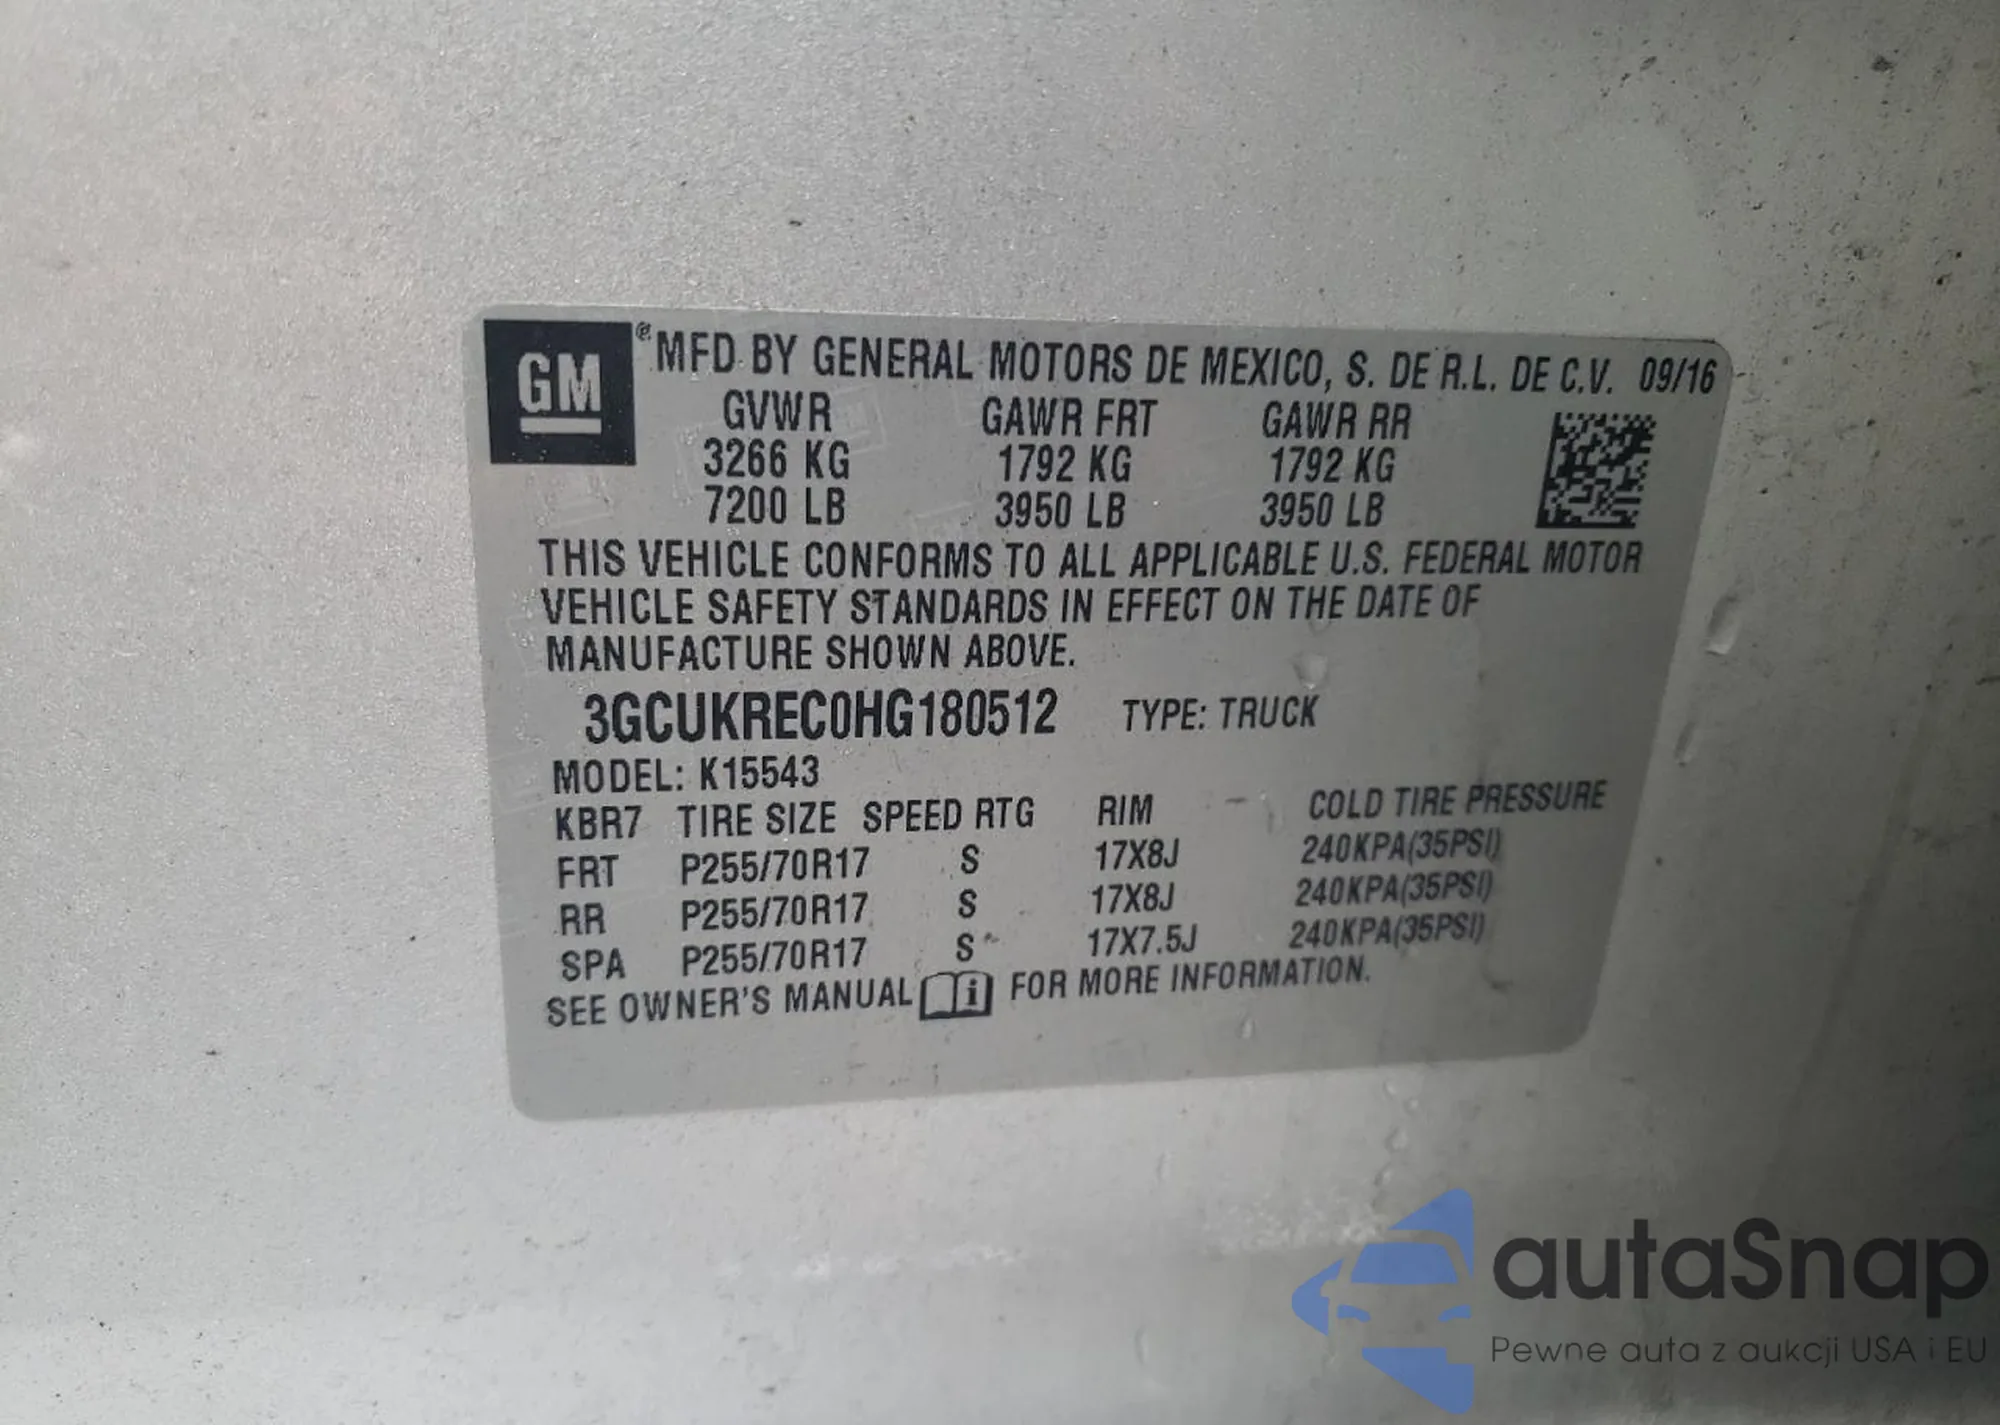 GM ® MFD BY GENERAL MOTORS DE MEXICO, S. DE R.L. DE C.V. 09/16
GVWR GAWR FRT GAWR RR
3266 KG 1792 KG 1792 KG
7200 LB 3950 LB 3950 LB
THIS VEHICLE CONFORMS TO ALL APPLICABLE U.S. FEDERAL MOTOR
VEHICLE SAFETY STANDARDS IN EFFECT ON THE DATE OF
MANUFACTURE SHOWN ABOVE.
3GCUKREC0HG180512 TYPE: TRUCK
MODEL: K15543
KBR7 TIRE SIZE SPEED RTG RIM COLD TIRE PRESSURE
FRT P255/70R17 S 17X8J 240KPA(35PSI)
RR P255/70R17 S 17X8J 240KPA(35PSI)
SPA P255/70R17 S 17X7.5J 240KPA(35PSI)
SEE OWNER'S MANUAL i FOR MORE INFORMATION.
autaSnap
Pewne auta z aukcji USA i EU